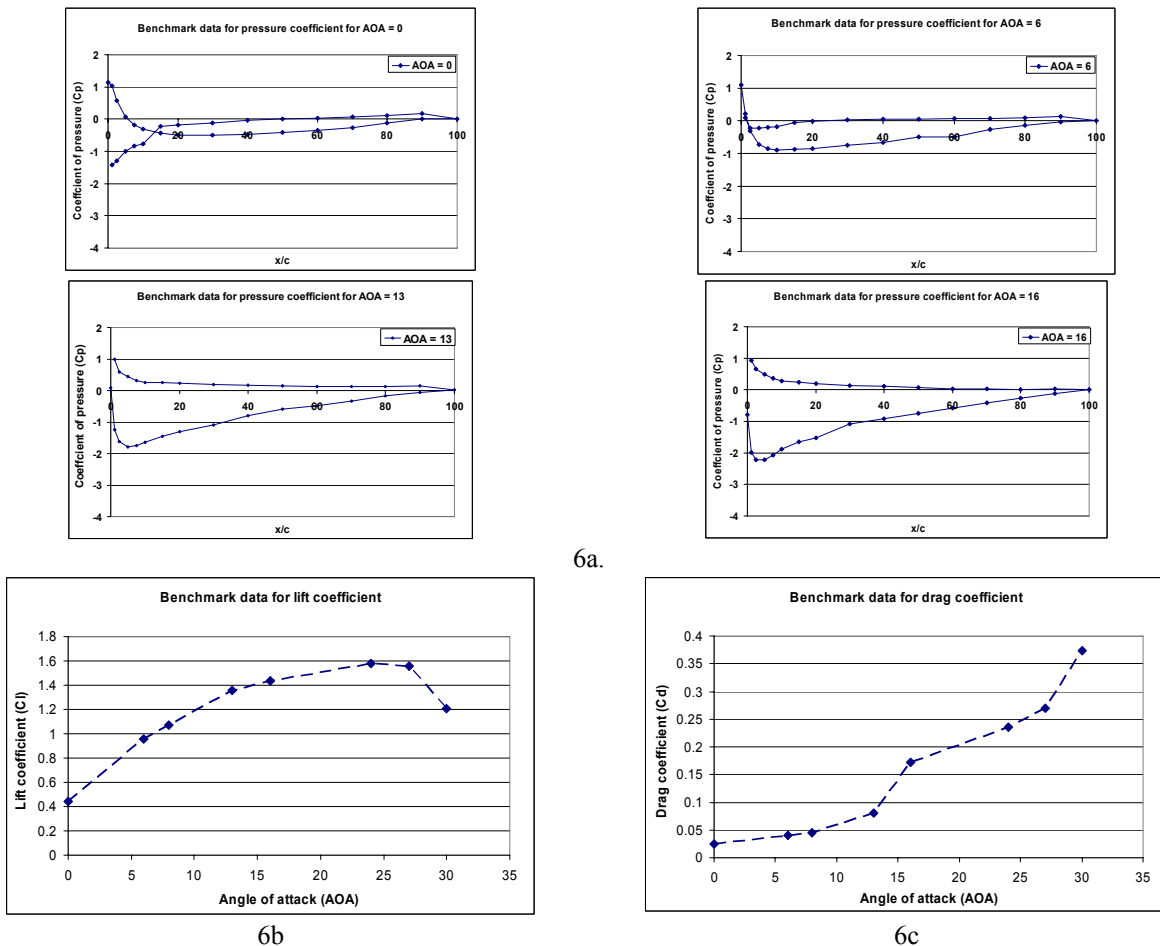 Benchmark data for pressure coefficient for AOA = 0
AOA = 0
Coeffcient of pressure (Cp)
2
1
0
-1
-2
-3
-4
0 20 40 60 80 100
x/c
Benchmark data for pressure coefficient for AOA = 6
AOA = 6
Coeffcient of pressure (Cp)
2
1
0
-1
-2
-3
-4
0 20 40 60 80 100
x/c
Benchmark data for pressure coefficient for AOA = 13
AOA = 13
Coeffcient of pressure (Cp)
2
1
0
-1
-2
-3
-4
0 20 40 60 80 100
x/c
Benchmark data for pressure coefficient for AOA = 16
AOA = 16
Coeffcient of pressure (Cp)
2
1
0
-1
-2
-3
-4
0 20 40 60 80 100
x/c
6a.
Benchmark data for lift coefficient
Lift coefficient (Cl)
1.8
1.6
1.4
1.2
1
0.8
0.6
0.4
0.2
0
0 5 10 15 20 25 30 35
Angle of attack (AOA)
6b
Benchmark data for drag coefficient
Drag coefficient (Cd)
0.4
0.35
0.3
0.25
0.2
0.15
0.1
0.05
0
0 5 10 15 20 25 30 35
Angle of attack (AOA)
6c